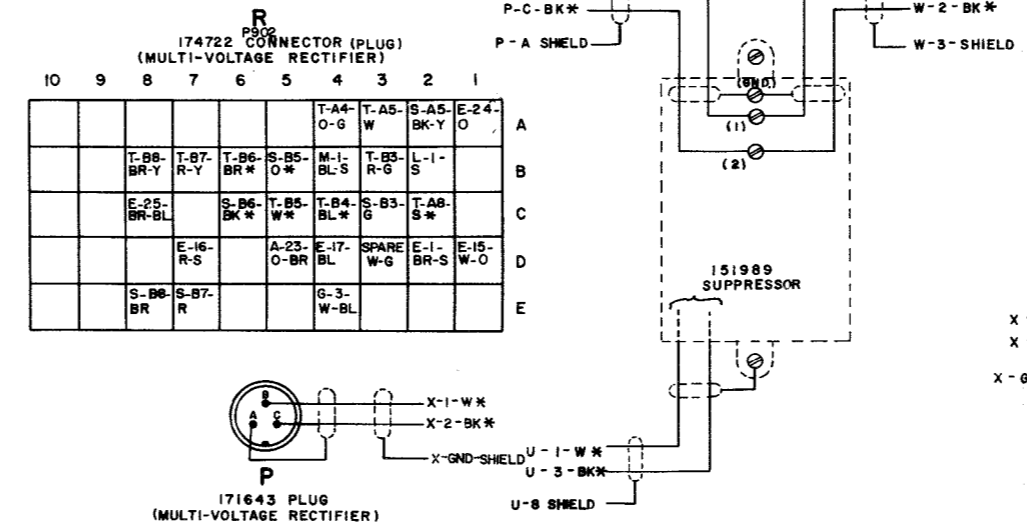 R
P902
174722 CONNECTOR (PLUG)
(MULTI-VOLTAGE RECTIFIER)
10 9 8 7 6 5 4 3 2 1
T-A4-O-G T-A5-W S-A5-BK-Y E-24-O A
T-B8-BR-Y T-B7-R-Y T-B6-BR* S-B5-O* M-1-BL-S T-B3-R-G L-1-S B
E-25-BR-BL S-B6-BK* T-B5-W* T-B4-BL* S-B3-G T-A8-S* C
E-16-R-S A-23-O-BR E-17-BL SPARE W-G E-1-BR-S E-15-W-O D
S-B8-BR S-B7-R G-3-W-BL E
B
A C
X-1-W*
X-2-BK*
X-GND-SHIELD
P
171643 PLUG
(MULTI-VOLTAGE RECTIFIER)
P-C-BK*
P-A SHIELD
W-2-BK*
W-3-SHIELD
(GND.)
(1)
(2)
151989
SUPPRESSOR
U-1-W*
U-3-BK*
U-8 SHIELD
X
X
X-G